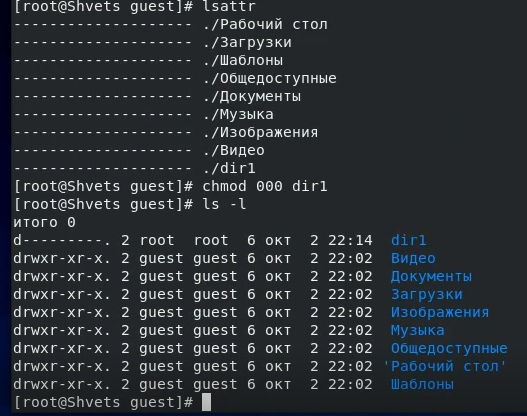 [root@Shvets guest]# lsattr
-------------------- ./Рабочий стол
-------------------- ./Загрузки
-------------------- ./Шаблоны
-------------------- ./Общедоступные
-------------------- ./Документы
-------------------- ./Музыка
-------------------- ./Изображения
-------------------- ./Видео
-------------------- ./dir1
[root@Shvets guest]# chmod 000 dir1
[root@Shvets guest]# ls -l
итого 0
d---------. 2 root  root  6 окт  2 22:14  dir1
drwxr-xr-x. 2 guest guest 6 окт  2 22:02  Видео
drwxr-xr-x. 2 guest guest 6 окт  2 22:02  Документы
drwxr-xr-x. 2 guest guest 6 окт  2 22:02  Загрузки
drwxr-xr-x. 2 guest guest 6 окт  2 22:02  Изображения
drwxr-xr-x. 2 guest guest 6 окт  2 22:02  Музыка
drwxr-xr-x. 2 guest guest 6 окт  2 22:02  Общедоступные
drwxr-xr-x. 2 guest guest 6 окт  2 22:02 'Рабочий стол'
drwxr-xr-x. 2 guest guest 6 окт  2 22:02  Шаблоны
[root@Shvets guest]#